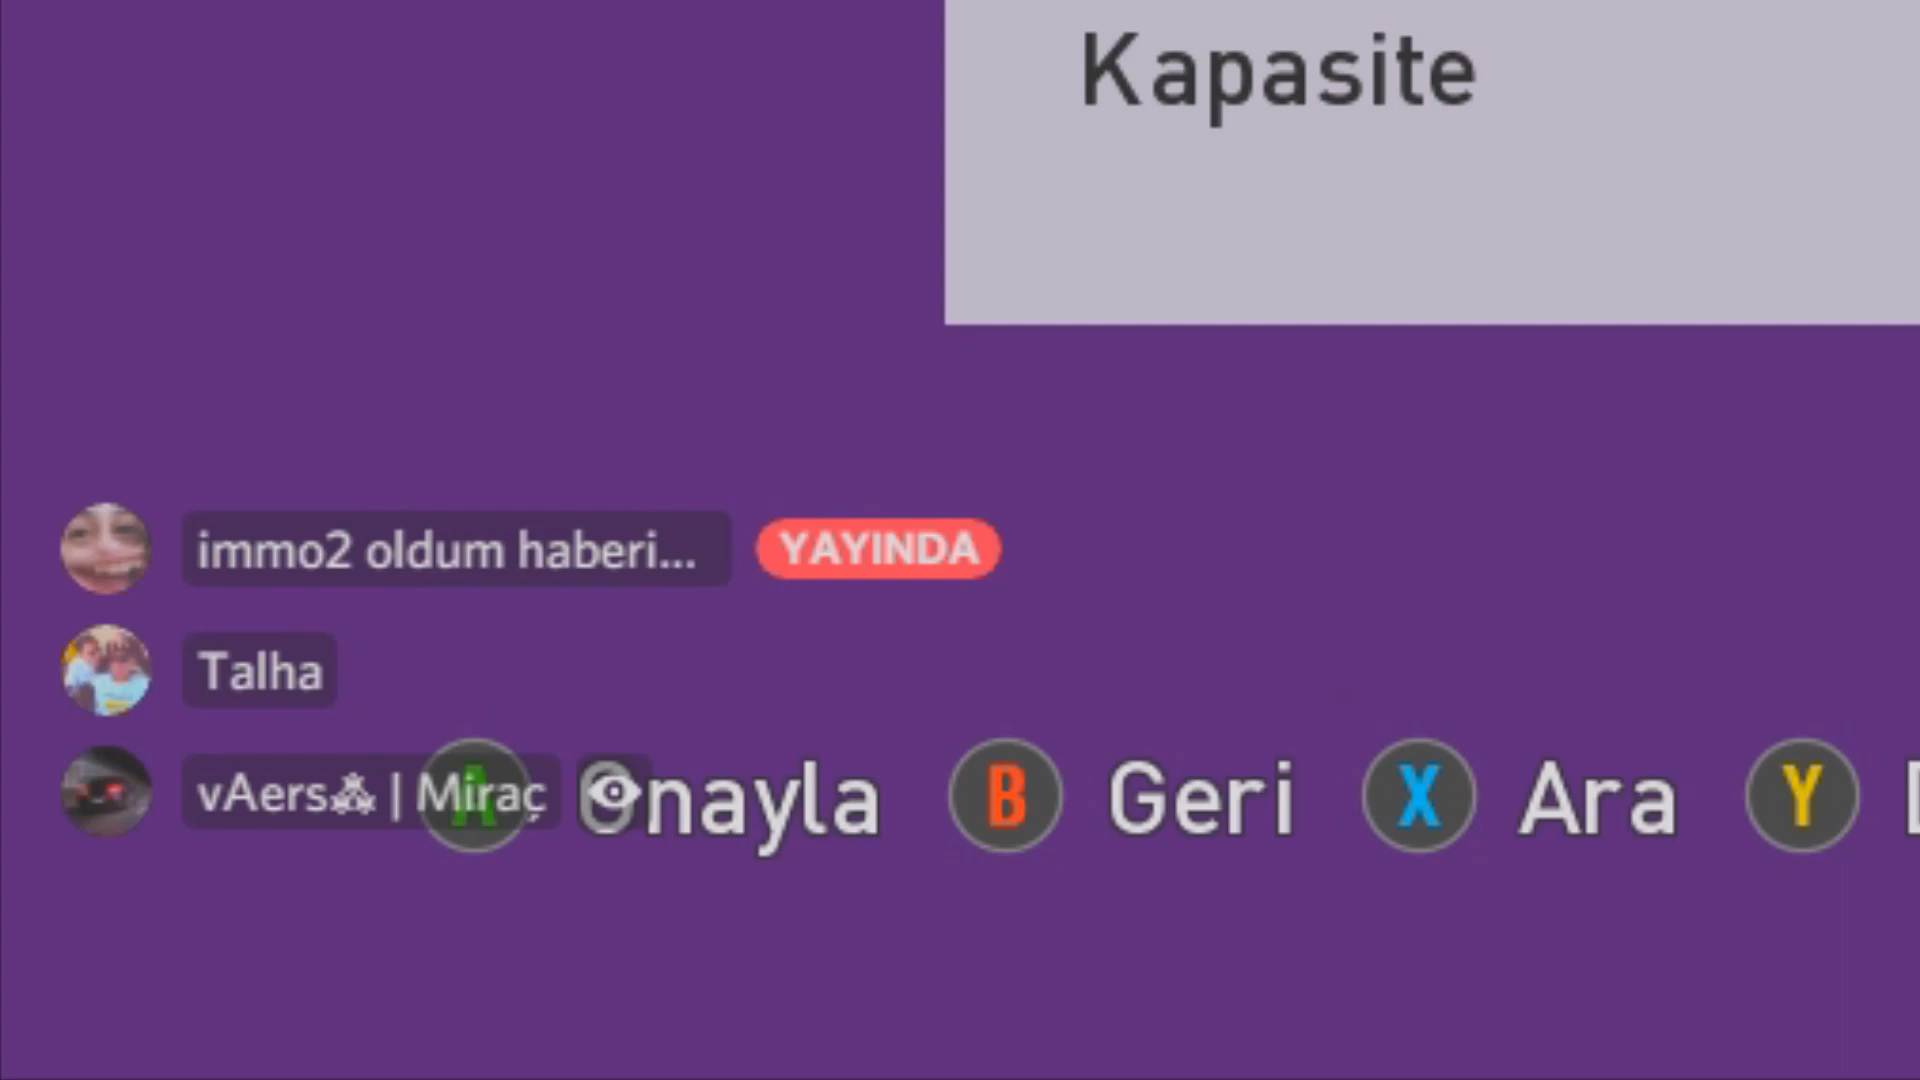 Kapasite
immo2 oldum haberi... YAYINDA
Talha
vAers⁂ | Miraç
A Onayla B Geri X Ara Y